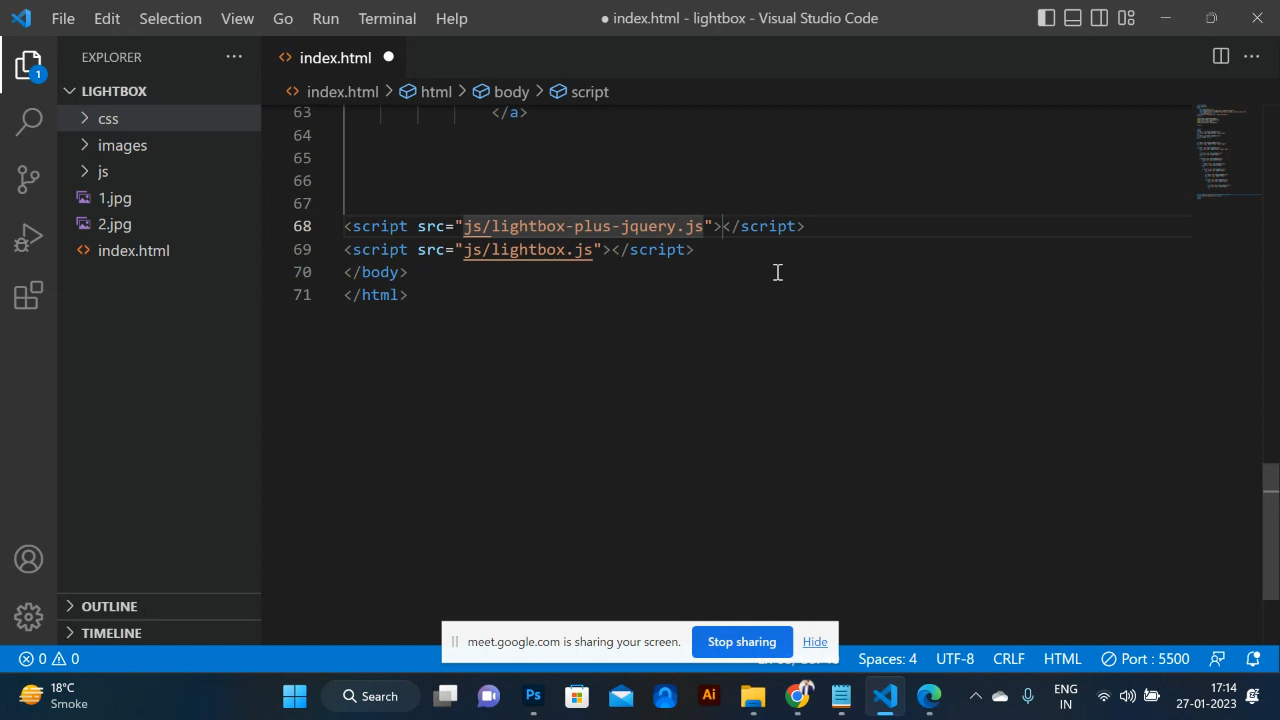 File Edit Selection View Go Run Terminal Help
● index.html - lightbox - Visual Studio Code
EXPLORER ···
index.html
1
LIGHTBOX
index.html > html > body > script
css
images
js
1.jpg
2.jpg
index.html
63 </a>
64
65
66
67
68 <script src="js/lightbox-plus-jquery.js"></script>
69 <script src="js/lightbox.js"></script>
70 </body>
71 </html>
OUTLINE
TIMELINE
meet.google.com is sharing your screen. Stop sharing Hide
0 0
Spaces: 4 UTF-8 CRLF HTML Port : 5500
18°C
Smoke
Search
Ps
Ai
ENG
IN
17:14
27-01-2023